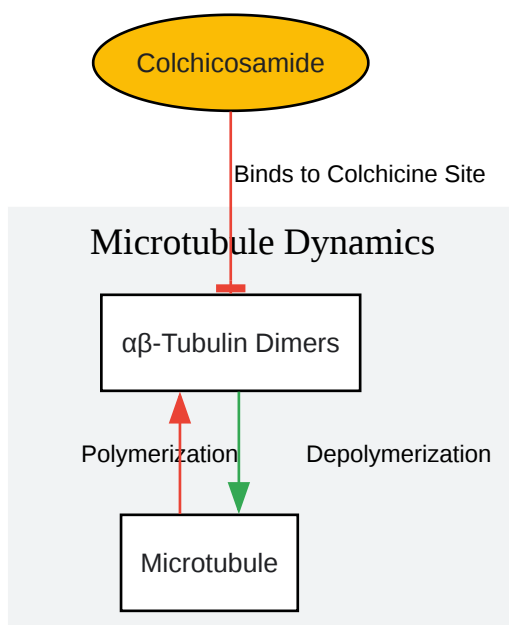 Colchicosamide
Binds to Colchicine Site
Microtubule Dynamics
αβ-Tubulin Dimers
Polymerization
Depolymerization
Microtubule